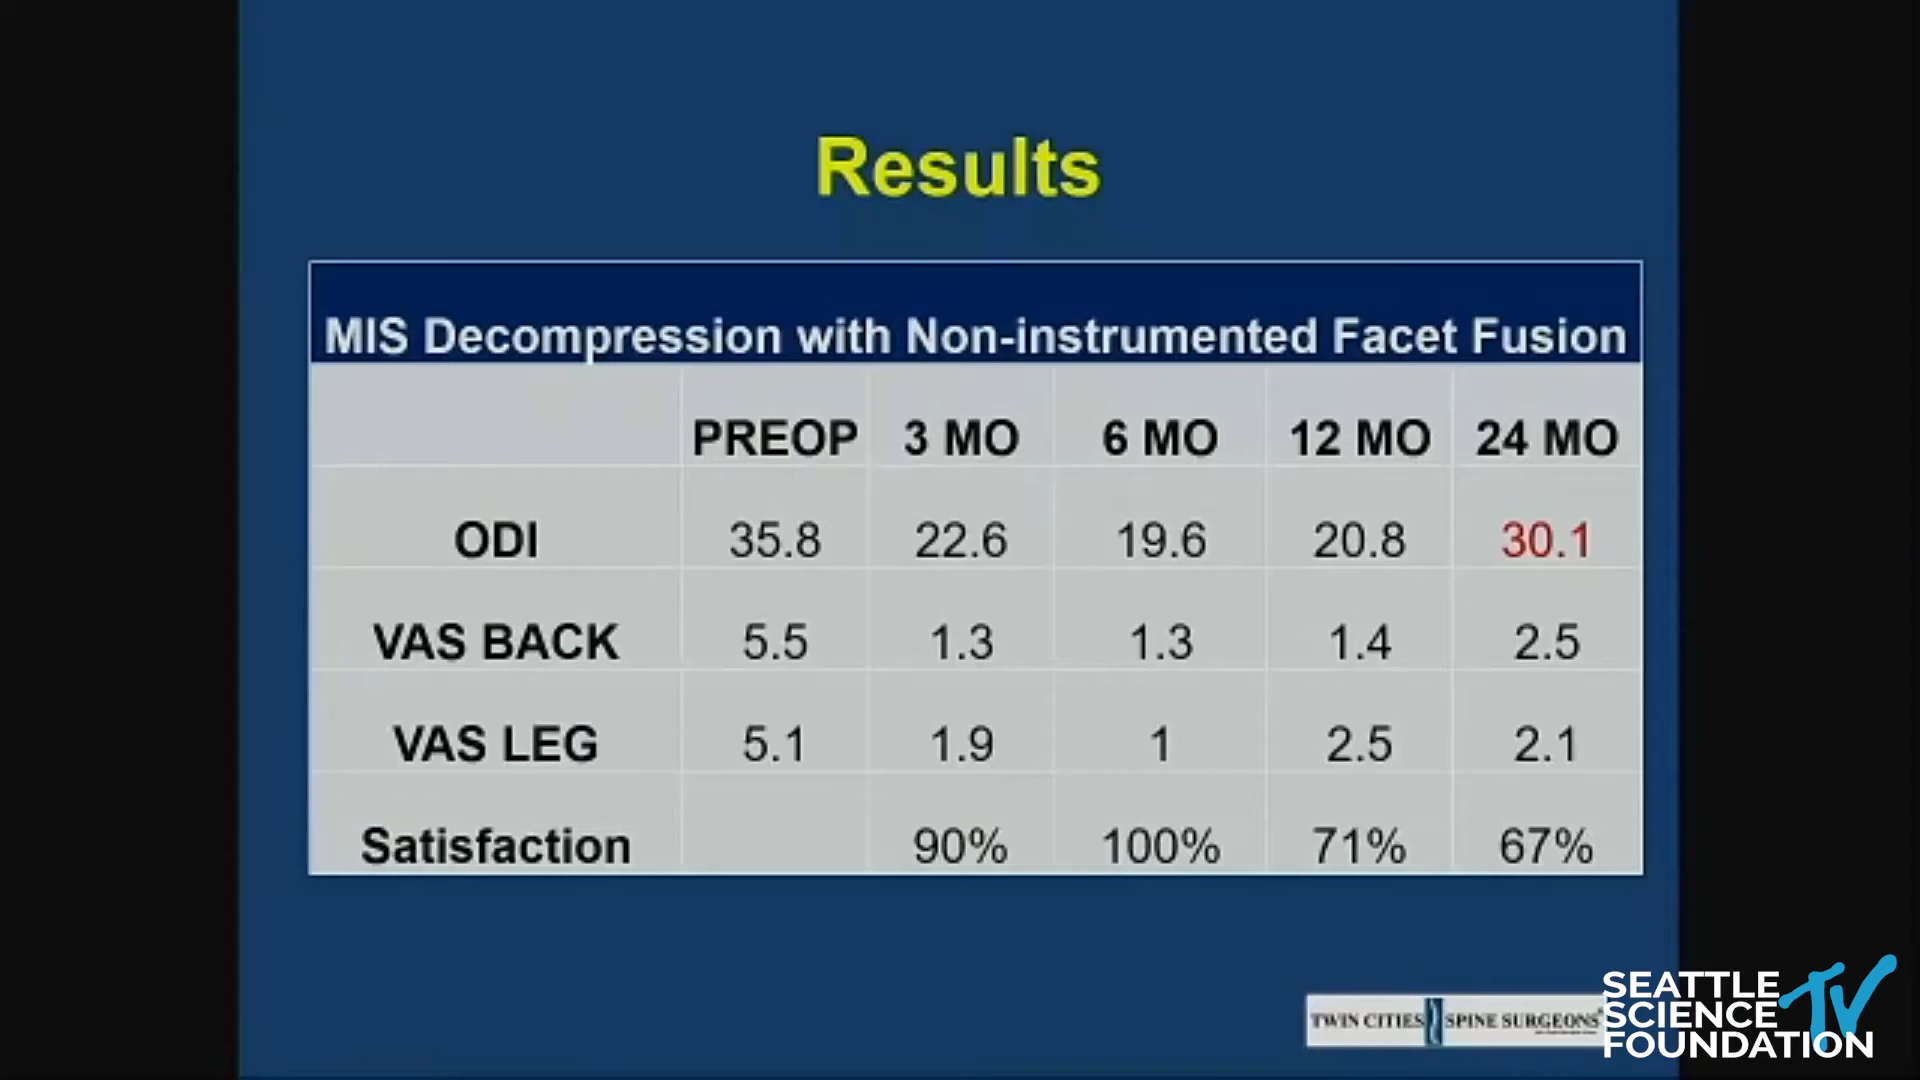 Results
MIS Decompression with Non-instrumented Facet Fusion
PREOP 3 MO 6 MO 12 MO 24 MO
ODI 35.8 22.6 19.6 20.8 30.1
VAS BACK 5.5 1.3 1.3 1.4 2.5
VAS LEG 5.1 1.9 1 2.5 2.1
Satisfaction 90% 100% 71% 67%
TWIN CITIES SPINE SURGEONS
SEATTLE
SCIENCE
FOUNDATION
TV